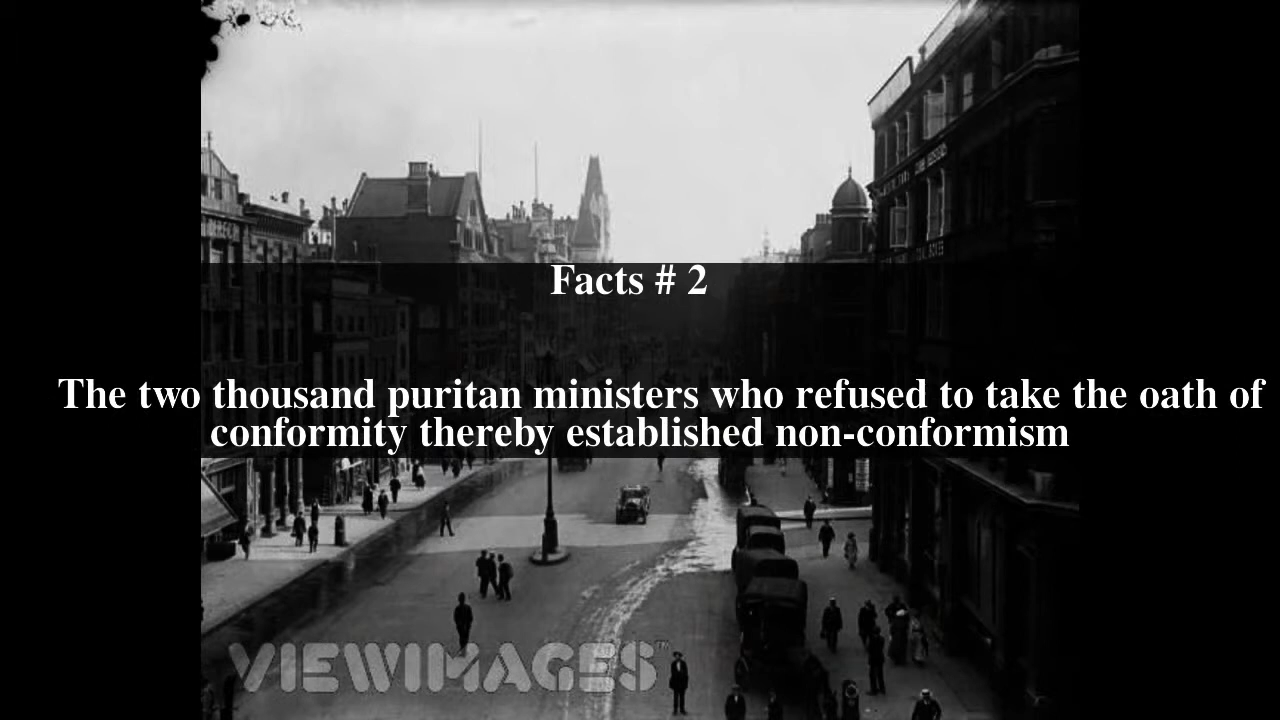 Facts # 2
The two thousand puritan ministers who refused to take the oath of
conformity thereby established non-conformism
VIEWIMAGES™